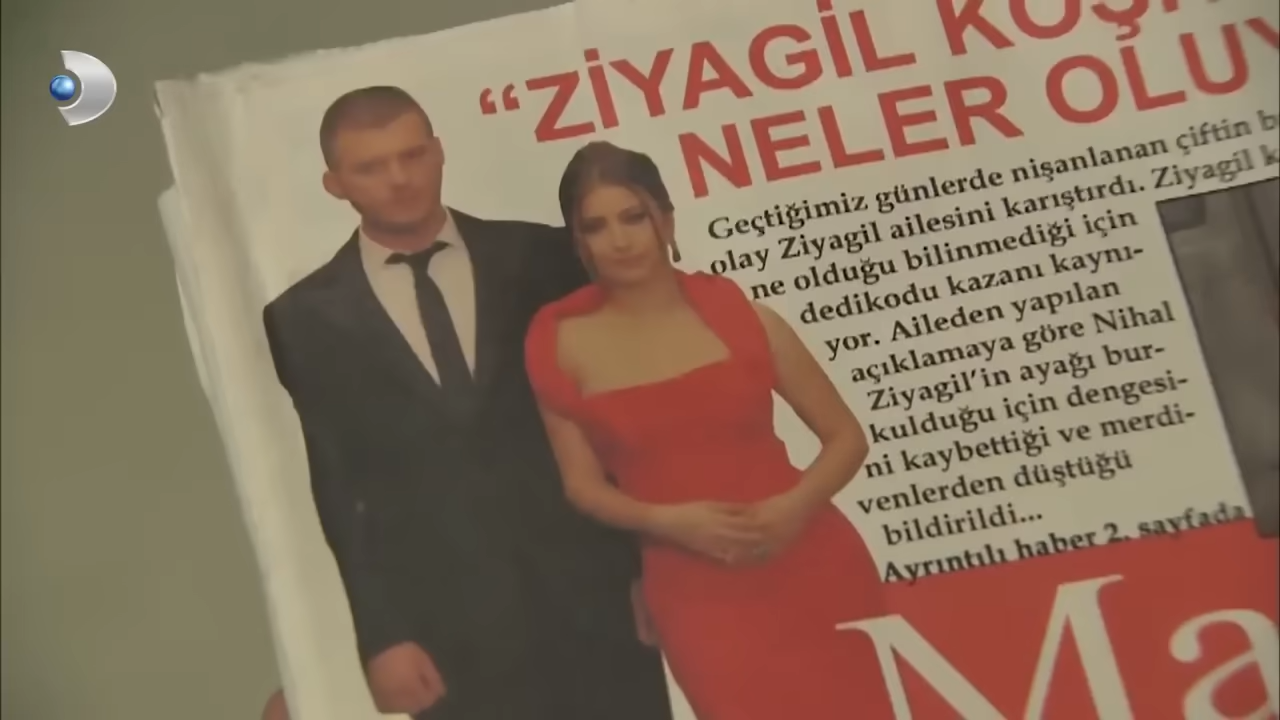 “ZİYAGİL
NELER
Geçtiğimiz günlerde nişanlanan çiftin
olay Ziyagil ailesini karıştırdı. Ziyagil
ne olduğu bilinmediği için
dedikodu kazanı kaynı-
yor. Aileden yapılan
açıklamaya göre Nihal
Ziyagil’in ayağı bur-
kulduğu için dengesi-
ni kaybettiği ve merdi-
venlerden düştüğü
bildirildi...
Ayrıntılı haber 2. sayfada
Ma